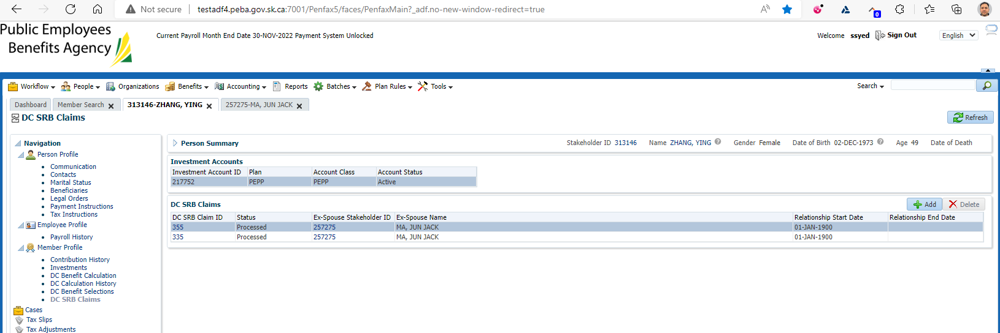 Not secure testadf4.peba.gov.sk.ca:7001/Penfax5/faces/PenfaxMain?_adf.no-new-window-redirect=true
0
Public Employees
Benefits Agency
Current Payroll Month End Date 30-NOV-2022 Payment System Unlocked
Welcome ssyed Sign Out English
Workflow People Organizations Benefits Accounting Reports Batches Plan Rules Tools Search
Dashboard Member Search 313146-ZHANG, YING 257275-MA, JUN JACK
DC SRB Claims
Refresh
Navigation
Person Profile
Communication
Contacts
Marital Status
Beneficiaries
Legal Orders
Payment Instructions
Tax Instructions
Employee Profile
Payroll History
Member Profile
Contribution History
Investments
DC Benefit Calculation
DC Calculation History
DC Benefit Selections
DC SRB Claims
Cases
Tax Slips
Tax Adjustments
Person Summary Stakeholder ID 313146 Name ZHANG, YING Gender Female Date of Birth 02-DEC-1973 Age 49 Date of Death
Investment Accounts
Investment Account ID Plan Account Class Account Status
217752 PEPP PEPP Active
DC SRB Claims
Add Delete
DC SRB Claim ID Status Ex-Spouse Stakeholder ID Ex-Spouse Name Relationship Start Date Relationship End Date
355 Processed 257275 MA, JUN JACK 01-JAN-1900
335 Processed 257275 MA, JUN JACK 01-JAN-1900